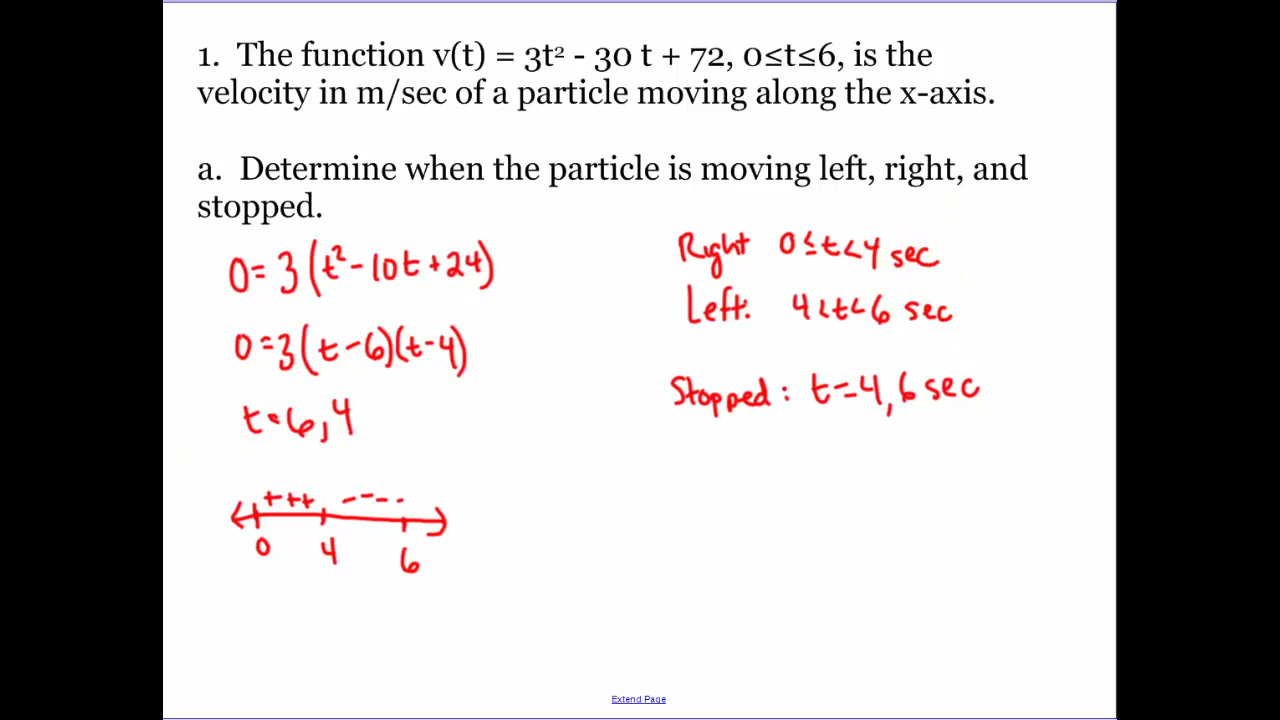 1. The function v(t) = 3t² - 30 t + 72, 0≤t≤6, is the
velocity in m/sec of a particle moving along the x-axis.
a. Determine when the particle is moving left, right, and
stopped.
0 = 3(t² - 10t + 24)
0 = 3(t - 6)(t - 4)
t = 6, 4
+++ ----
0 4 6
Right 0 ≤ t < 4 sec
Left: 4 < t < 6 sec
Stopped: t = 4, 6 sec
Extend Page